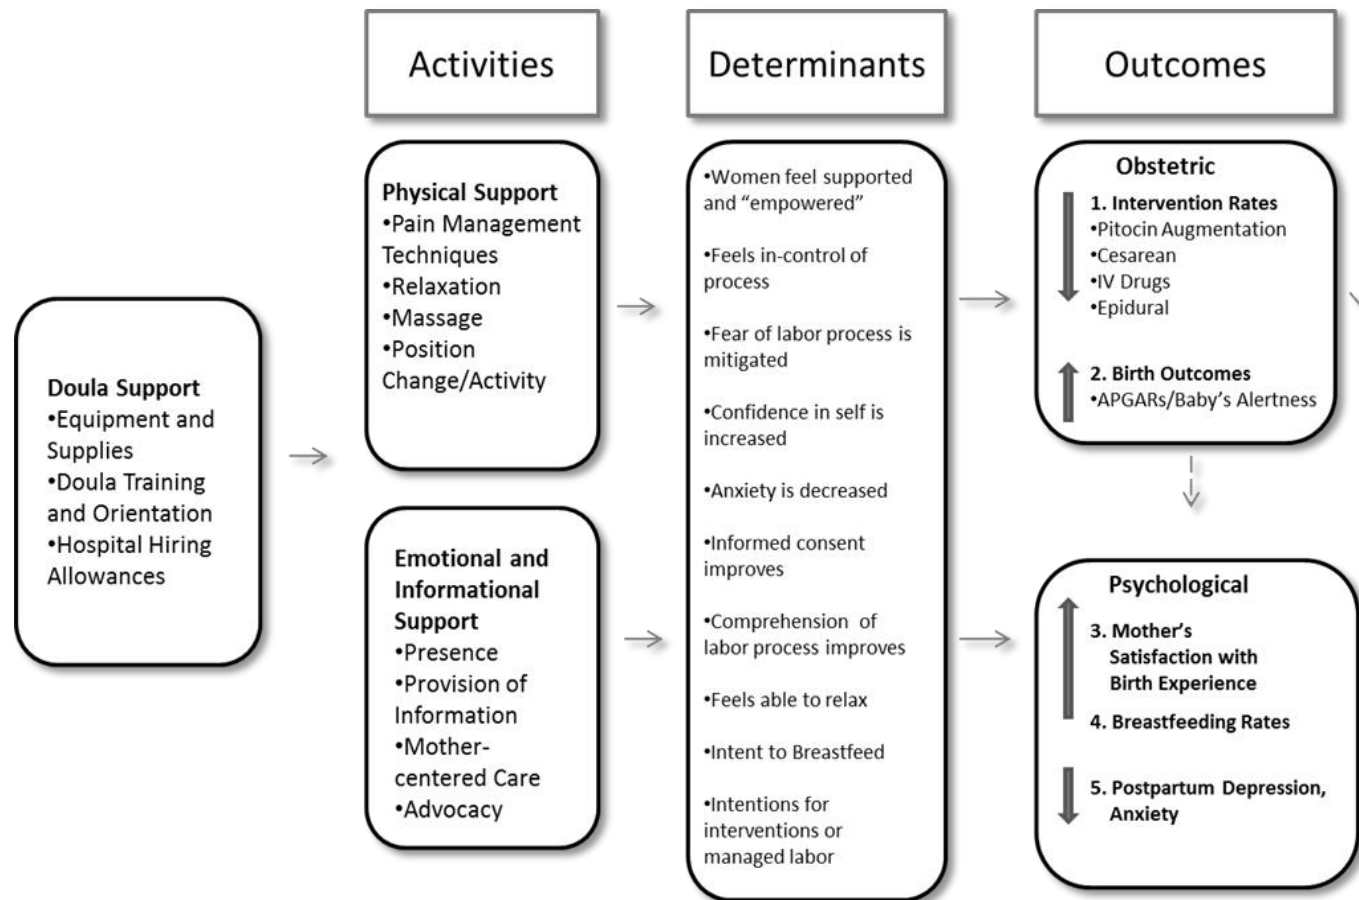 Activities
Determinants
Outcomes
Doula Support
•Equipment and
Supplies
•Doula Training
and Orientation
•Hospital Hiring
Allowances
Physical Support
•Pain Management
Techniques
•Relaxation
•Massage
•Position
Change/Activity
Emotional and
Informational
Support
•Presence
•Provision of
Information
•Mother-
centered Care
•Advocacy
•Women feel supported
and “empowered”
•Feels in-control of
process
•Fear of labor process is
mitigated
•Confidence in self is
increased
•Anxiety is decreased
•Informed consent
improves
•Comprehension of
labor process improves
•Feels able to relax
•Intent to Breastfeed
•Intentions for
interventions or
managed labor
Obstetric
1. Intervention Rates
•Pitocin Augmentation
•Cesarean
•IV Drugs
•Epidural
2. Birth Outcomes
•APGARs/Baby’s Alertness
Psychological
3. Mother’s
Satisfaction with
Birth Experience
4. Breastfeeding Rates
5. Postpartum Depression,
Anxiety